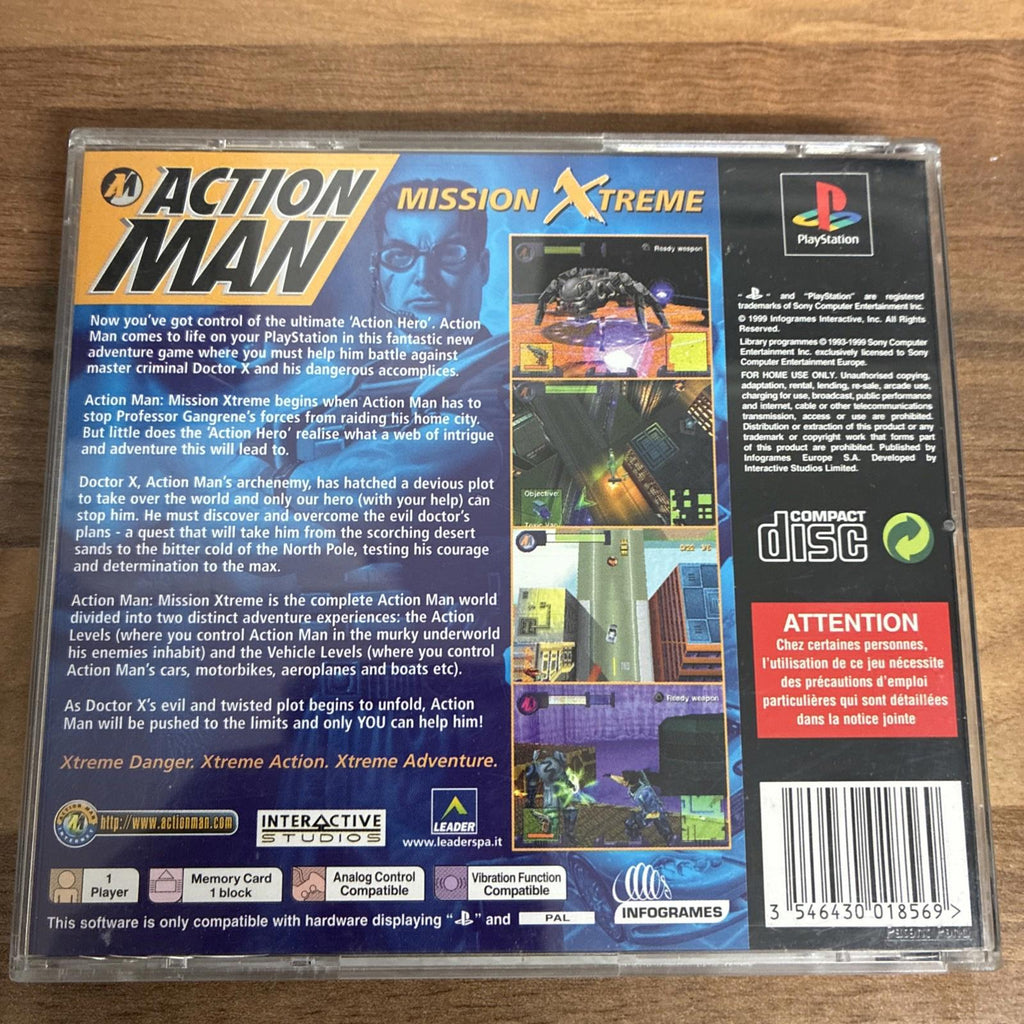 ACTION
MAN
MISSION XTREME
Now you've got control of the ultimate 'Action Hero'. Action
Man comes to life on your PlayStation in this fantastic new
adventure game where you must help him battle against
master criminal Doctor X and his dangerous accomplices.
Action Man: Mission Xtreme begins when Action Man has to
stop Professor Gangrene's forces from raiding his home city.
But little does the 'Action Hero' realise what a web of intrigue
and adventure this will lead to.
Doctor X, Action Man's archenemy, has hatched a devious plot
to take over the world and only our hero (with your help) can
stop him. He must discover and overcome the evil doctor's
plans - a quest that will take him from the scorching desert
sands to the bitter cold of the North Pole, testing his courage
and determination to the max.
Action Man: Mission Xtreme is the complete Action Man world
divided into two distinct adventure experiences: the Action
Levels (where you control Action Man in the murky underworld
his enemies inhabit) and the Vehicle Levels (where you control
Action Man's cars, motorbikes, aeroplanes and boats etc).
As Doctor X's evil and twisted plot begins to unfold, Action
Man will be pushed to the limits and only YOU can help him!
Xtreme Danger. Xtreme Action. Xtreme Adventure.
ACTION MAN
http://www.actionman.com
INTERACTIVE
STUDIOS
LEADER
www.leaderspa.it
1
Player
Memory Card
1 block
Analog Control
Compatible
Vibration Function
Compatible
INFOGRAMES
This software is only compatible with hardware displaying " " and PAL
Ready weapon
Objective:
Ready weapon
PlayStation
" " and "PlayStation" are registered
trademarks of Sony Computer Entertainment Inc.
© 1999 Infogrames Interactive, Inc. All Rights
Reserved.
Library programmes © 1993-1999 Sony Computer
Entertainment Inc. exclusively licensed to Sony
Computer Entertainment Europe.
FOR HOME USE ONLY. Unauthorised copying,
adaptation, rental, lending, re-sale, arcade use,
charging for use, broadcast, public performance
and internet, cable or other telecommunications
transmission, access or use are prohibited.
Distribution or extraction of this product or any
trademark or copyright work that forms part
of this product are prohibited. Published by
Infogrames Europe S.A. Developed by
Interactive Studios Limited.
COMPACT
disc
ATTENTION
Chez certaines personnes,
l'utilisation de ce jeu nécessite
des précautions d'emploi
particulières qui sont détaillées
dans la notice jointe
3 546430 018569 >
Patent Pend